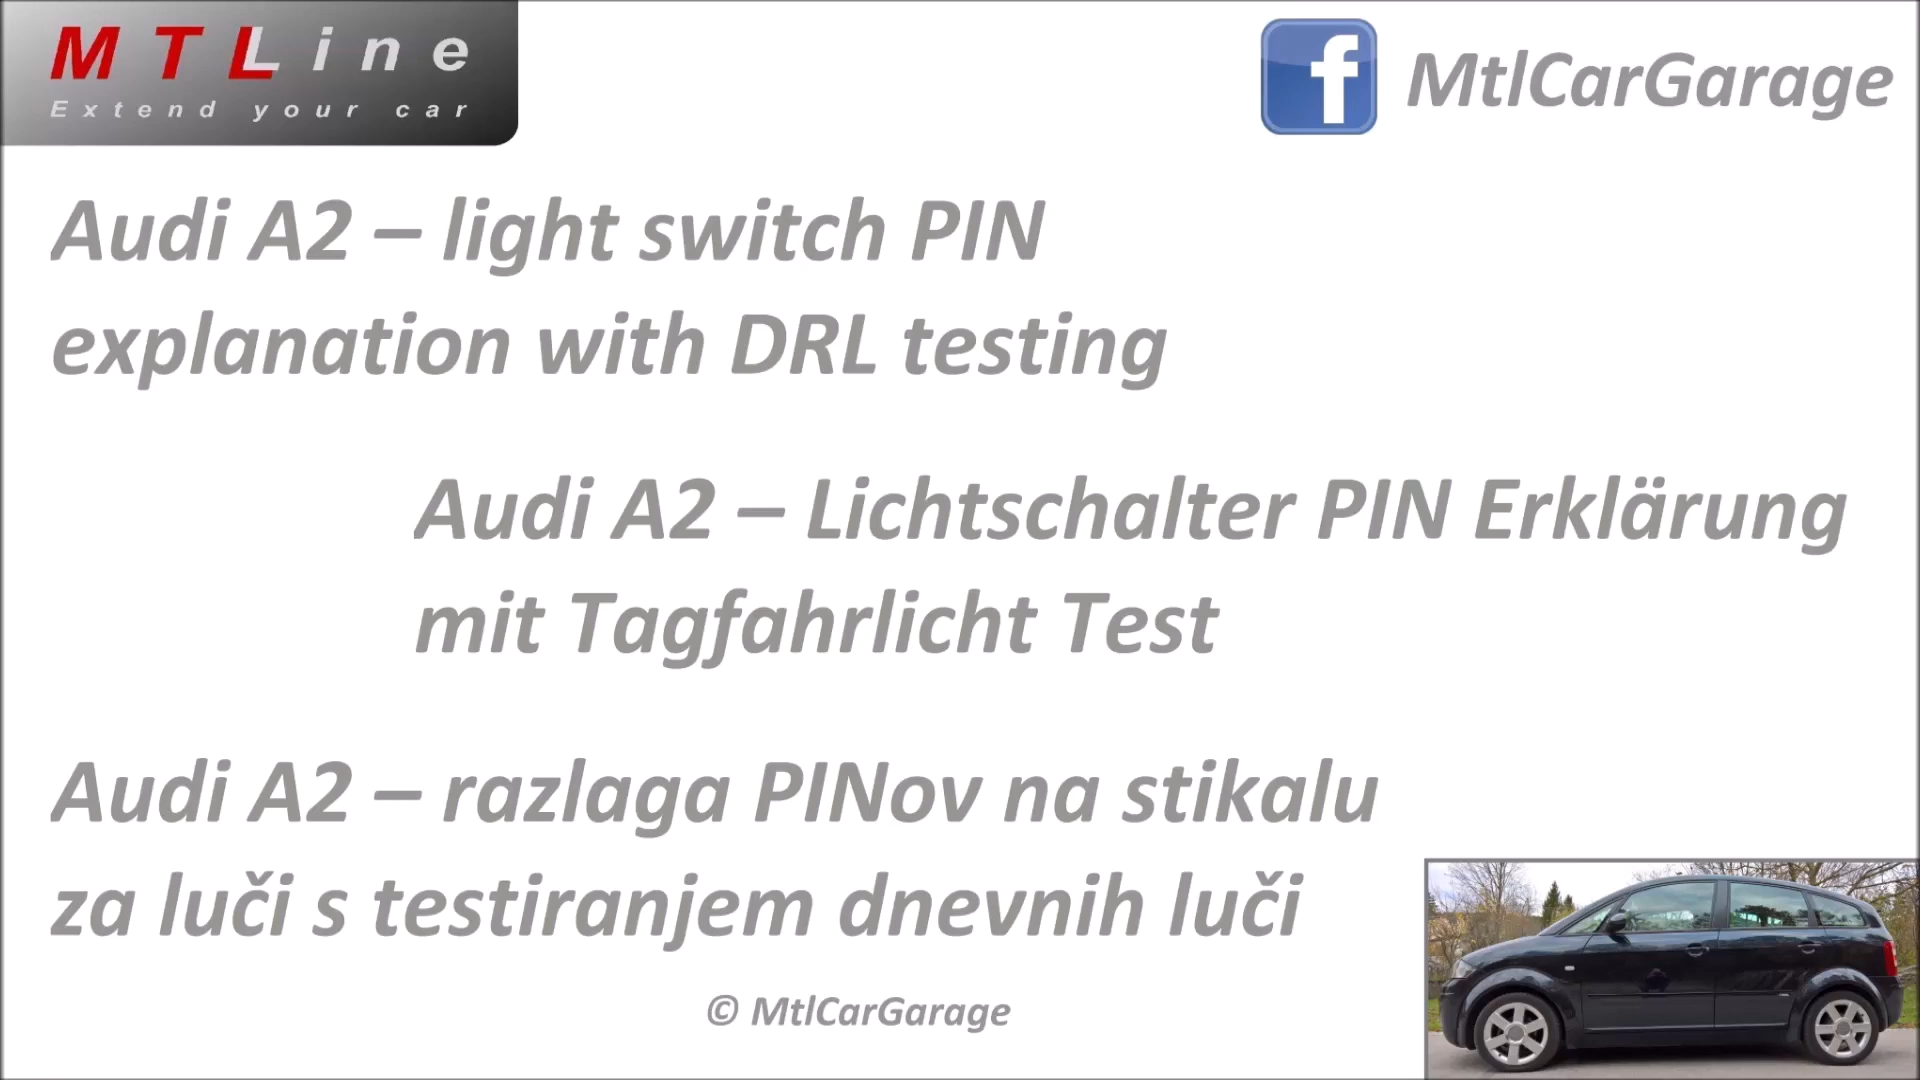 MTLine
Extend your car
f MtlCarGarage
Audi A2 – light switch PIN
explanation with DRL testing
Audi A2 – Lichtschalter PIN Erklärung
mit Tagfahrlicht Test
Audi A2 – razlaga PINov na stikalu
za luči s testiranjem dnevnih luči
© MtlCarGarage